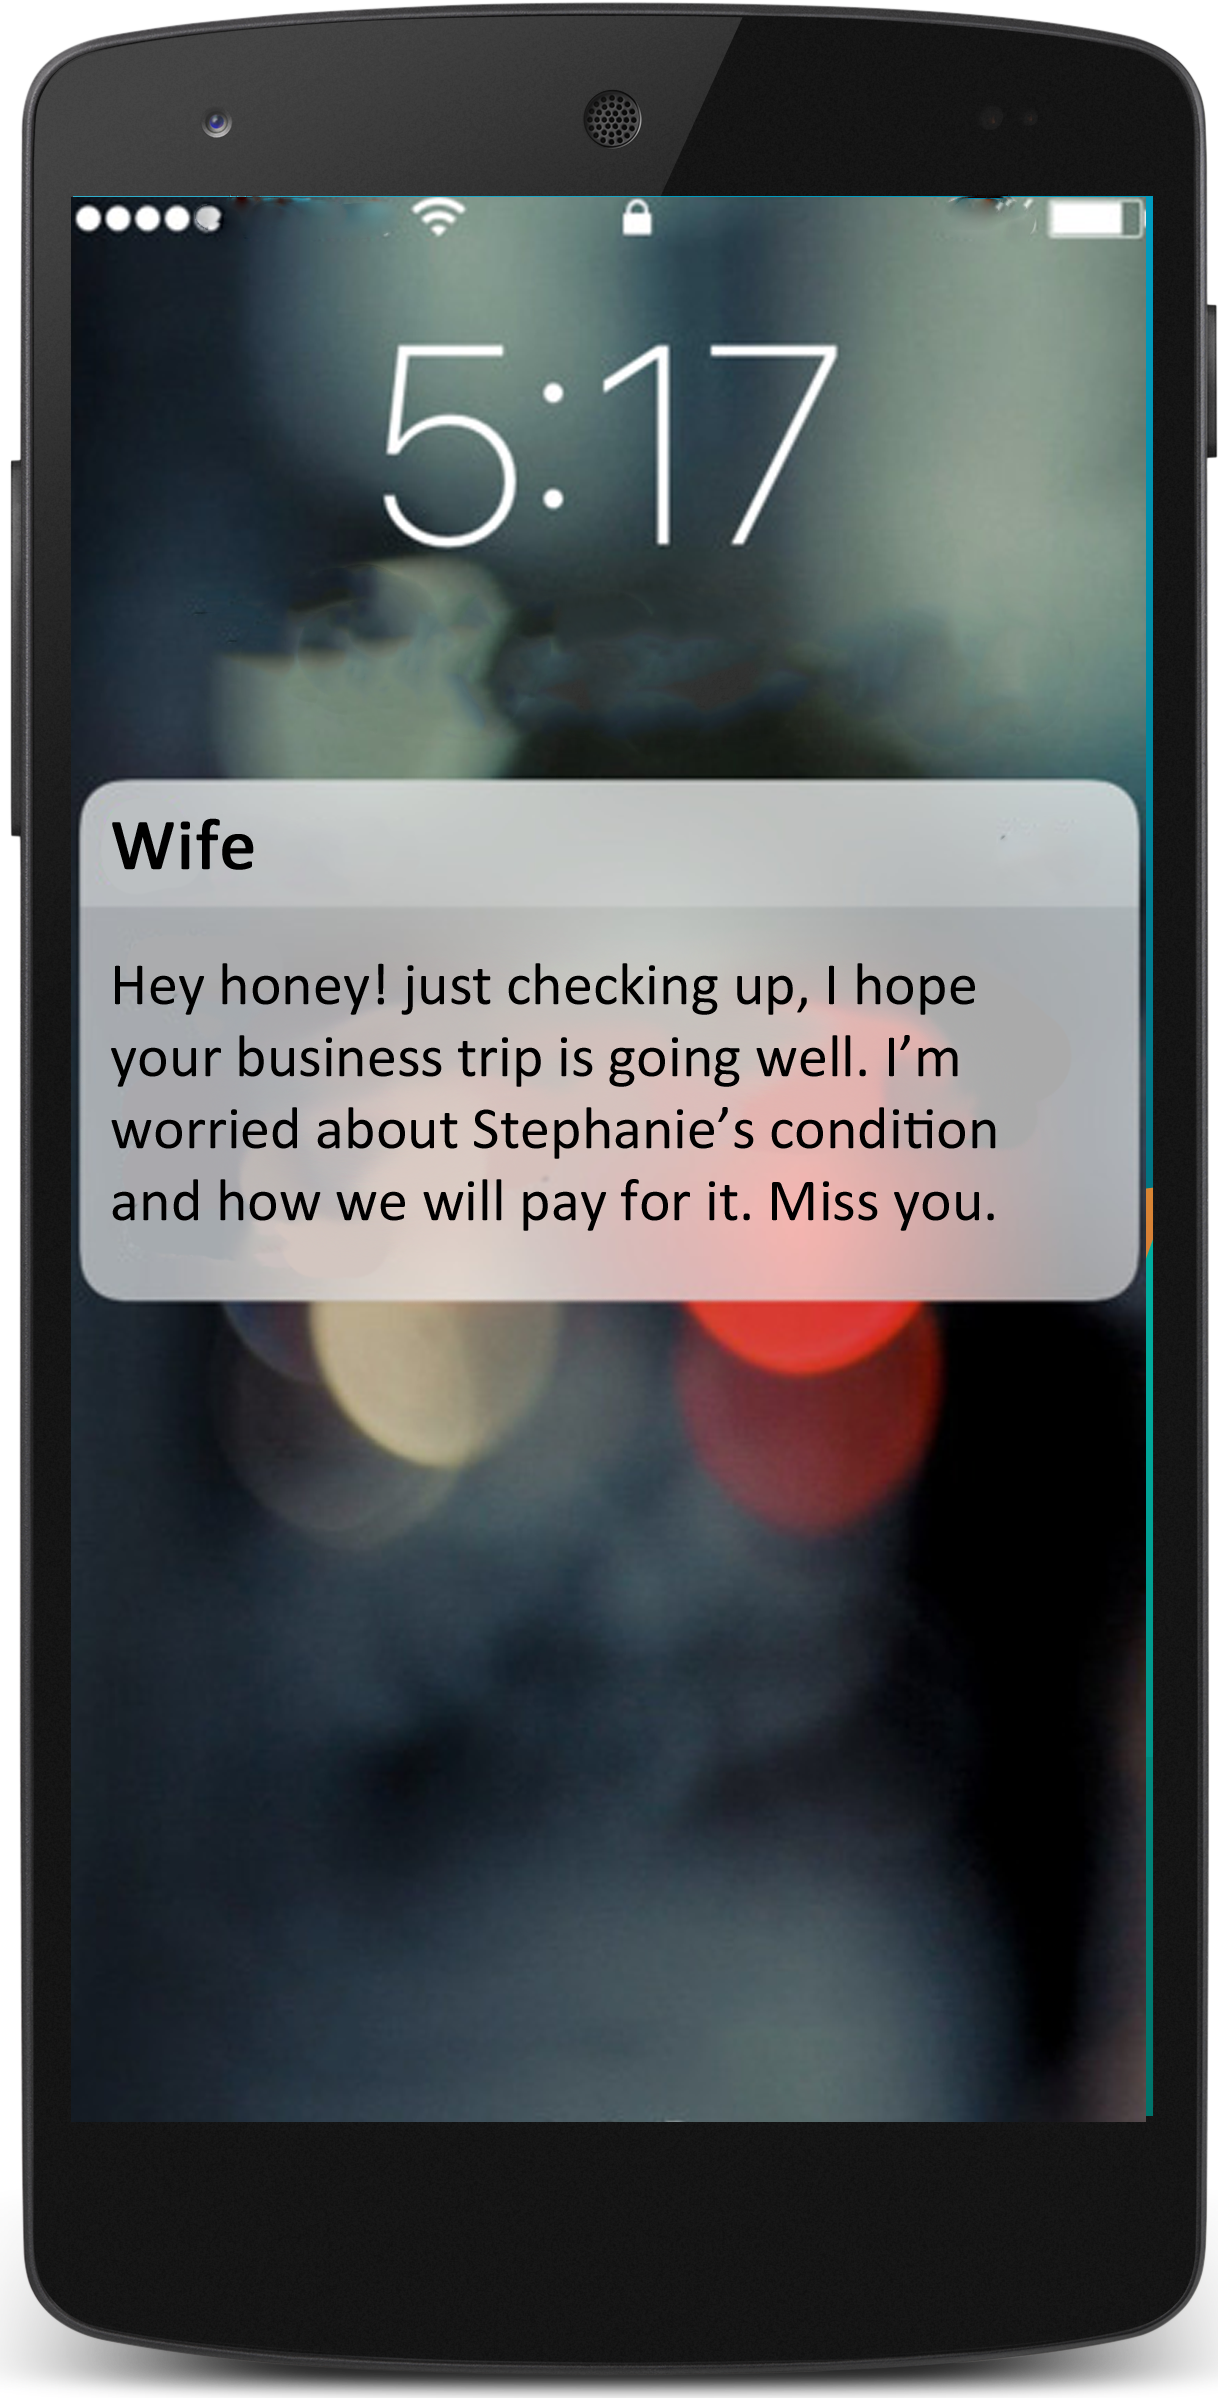 5:17
Wife
Hey honey! just checking up, I hope
your business trip is going well. I’m
worried about Stephanie’s condition
and how we will pay for it. Miss you.